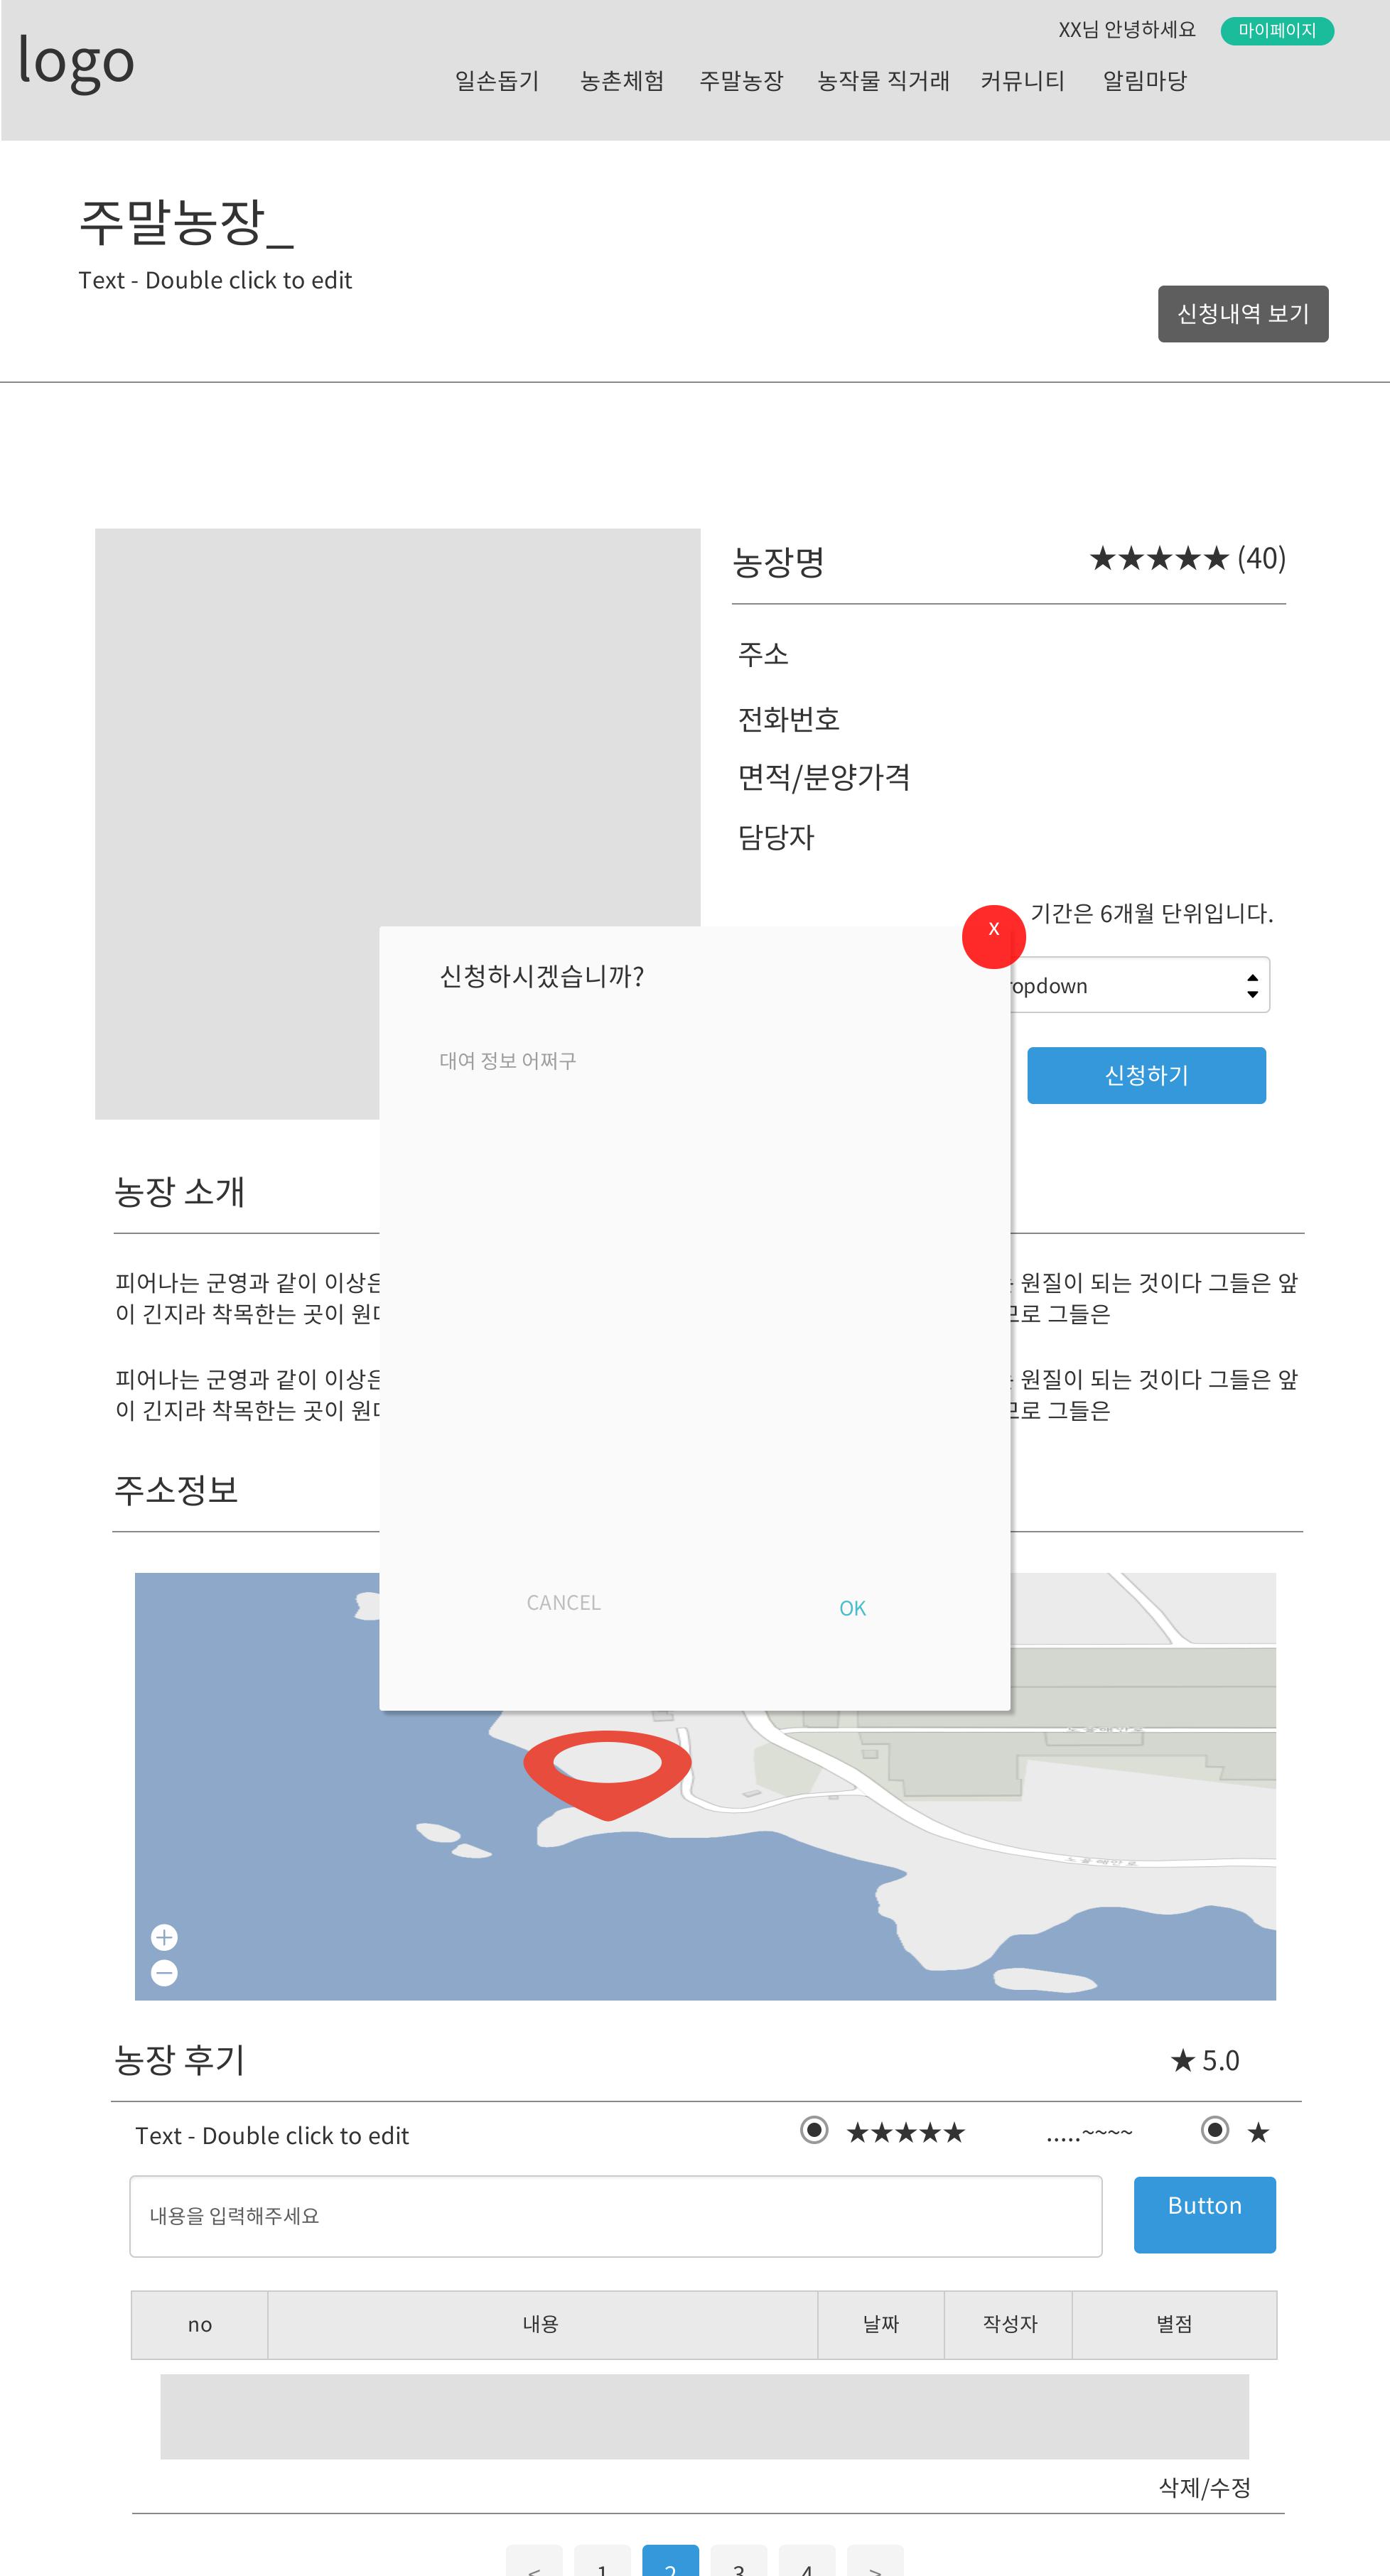 logo
XX님 안녕하세요
마이페이지
일손돕기 농촌체험 주말농장 농작물 직거래 커뮤니티 알림마당
주말농장_
Text - Double click to edit
신청내역 보기
농장명
★★★★★ (40)
주소
전화번호
면적/분양가격
담당자
기간은 6개월 단위입니다.
x
신청하시겠습니까?
대여 정보 어쩌구
ropdown
신청하기
CANCEL
OK
농장 소개
피어나는 군영과 같이 이상은 원질이 되는 것이다 그들은 앞
이 긴지라 착목한는 곳이 므로 그들은
피어나는 군영과 같이 이상은 원질이 되는 것이다 그들은 앞
이 긴지라 착목한는 곳이 므로 그들은
주소정보
농장 후기
★ 5.0
Text - Double click to edit
★★★★★ .....~~~~ ★
내용을 입력해주세요
Button
no 내용 날짜 작성자 별점
삭제/수정
< 1 2 3 4 >